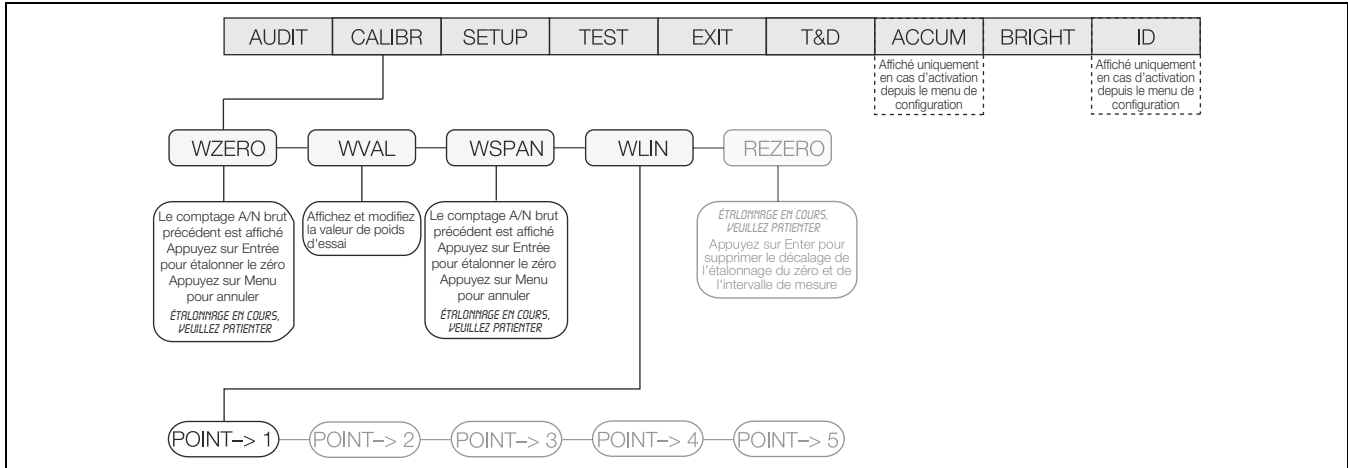 AUDIT CALIBR SETUP TEST EXIT T&D ACCUM BRIGHT ID
Affiché uniquement
en cas d'activation
depuis le menu de
configuration
Affiché uniquement
en cas d'activation
depuis le menu de
configuration
WZERO WVAL WSPAN WLIN REZERO
Le comptage A/N brut
précédent est affiché
Appuyez sur Entrée
pour étalonner le zéro
Appuyez sur Menu
pour annuler
ÉTALONNAGE EN COURS,
VEUILLEZ PATIENTER
Affichez et modifiez
la valeur de poids
d'essai
Le comptage A/N brut
précédent est affiché
Appuyez sur Entrée
pour étalonner le zéro
Appuyez sur Menu
pour annuler
ÉTALONNAGE EN COURS,
VEUILLEZ PATIENTER
ÉTALONNAGE EN COURS,
VEUILLEZ PATIENTER
Appuyez sur Enter pour
supprimer le décalage de
l'étalonnage du zéro et de
l'intervalle de mesure
POINT–> 1 POINT–> 2 POINT–> 3 POINT–> 4 POINT–> 5